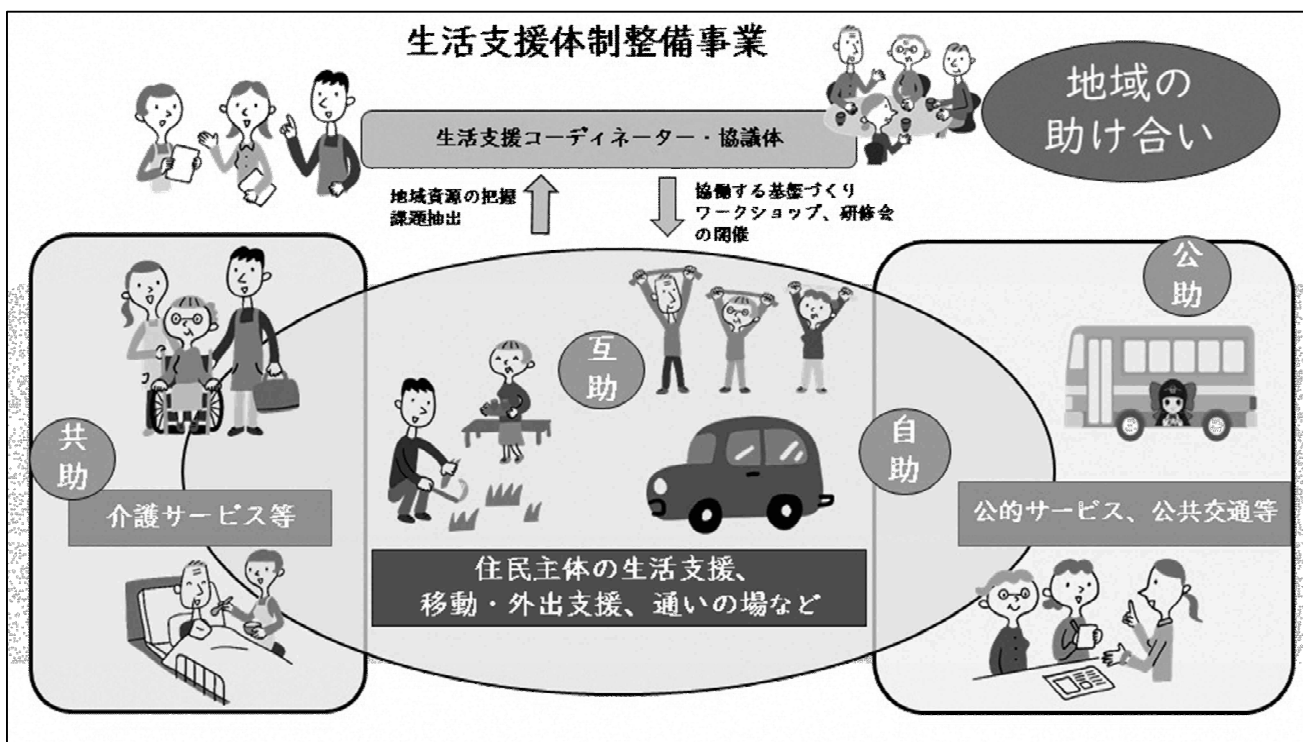 生活支援体制整備事業
地域の
助け合い
生活支援コーディネーター・協議体
地域資源の把握
課題抽出
協働する基盤づくり
ワークショップ、研修会
の開催
公
助
互
助
共
助
自
助
介護サービス等
公的サービス、公共交通等
住民主体の生活支援、
移動・外出支援、通いの場など